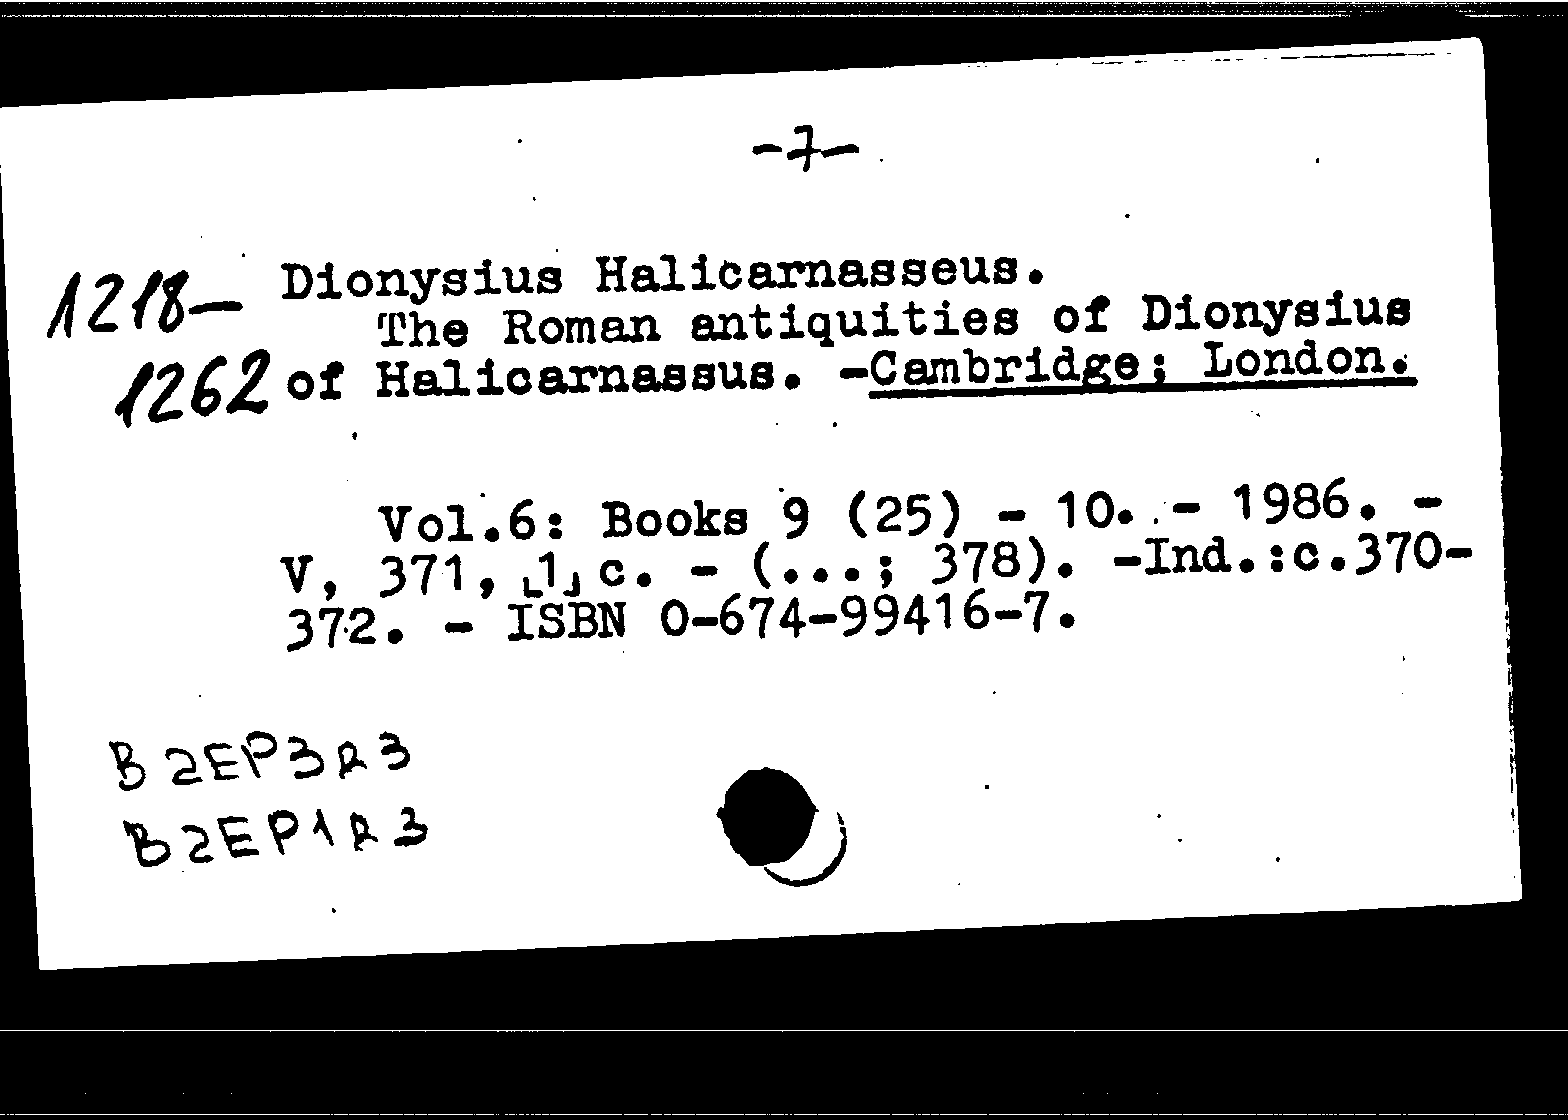 -7-
1218- Dionysius Halicarnasseus.
The Roman antiquities of Dionysius
1262 of Halicarnassus. -Cambridge; London.
Vol.6: Books 9 (25) - 10. - 1986. -
V, 371, [1] c. - (...; 378). -Ind.:c.370-
372. - ISBN 0-674-99416-7.
B2EP3R3
B2EP1R3